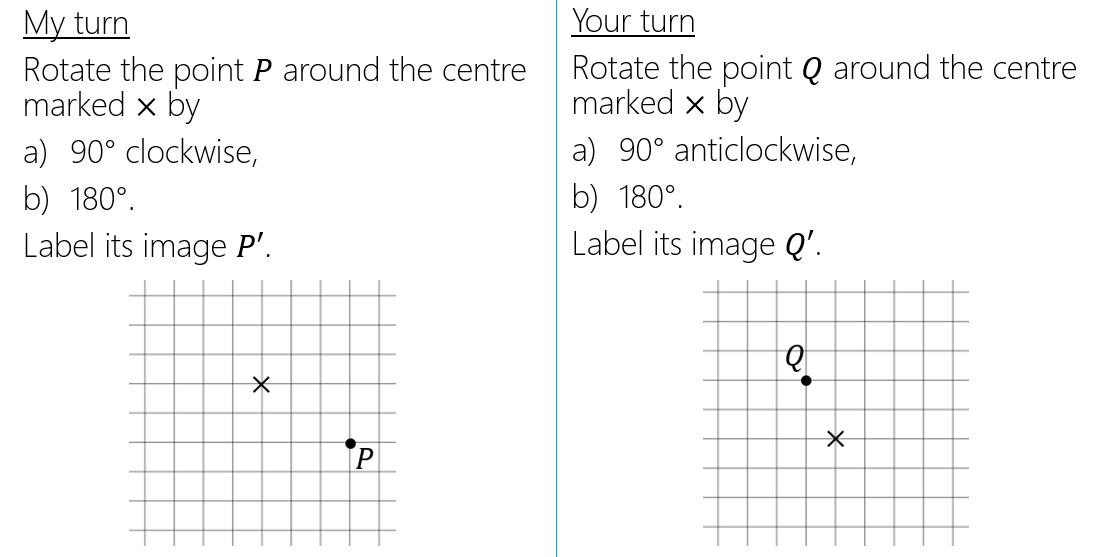 My turn
Rotate the point P around the centre
marked × by
a) 90° clockwise,
b) 180°.
Label its image P′.
P
Your turn
Rotate the point Q around the centre
marked × by
a) 90° anticlockwise,
b) 180°.
Label its image Q′.
Q